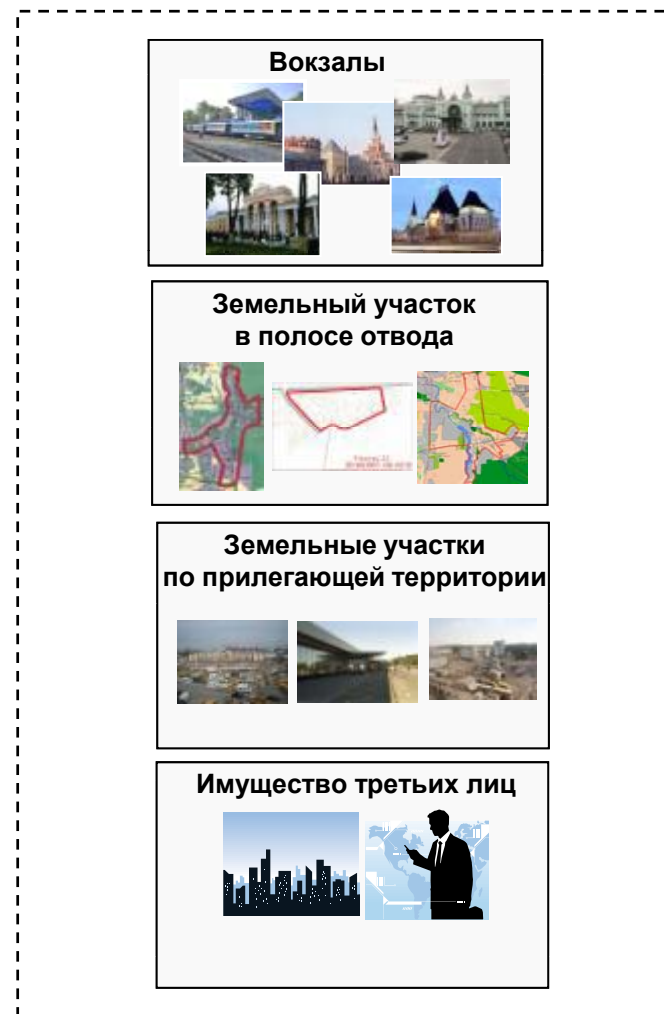 Вокзалы
Земельный участок
в полосе отвода
Земельные участки
по прилегающей территории
Имущество третьих лиц